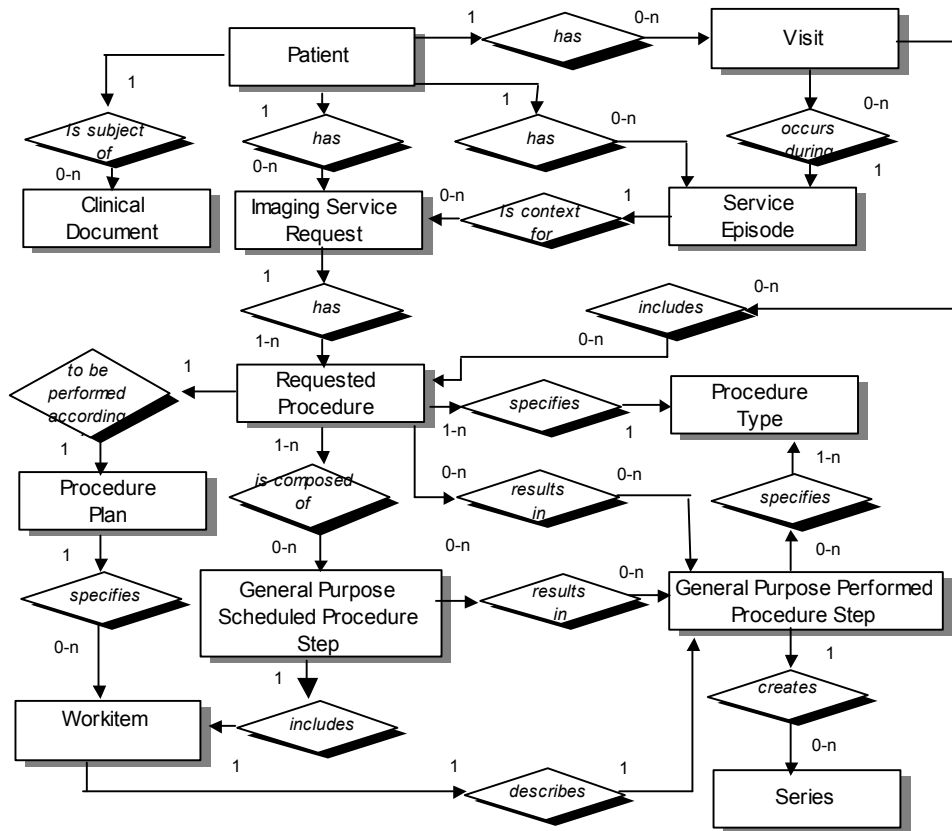 1
0-n
has
Patient
Visit
1
1
1
0-n
Is subject
of
has
has
0-n
occurs
during
0-n
0-n
1
Clinical
Document
Imaging Service
Request
0-n
Is context
for
1
Service
Episode
1
has
includes
0-n
0-n
1-n
to be
performed
according
1
Requested
Procedure
specifies
Procedure
Type
1-n
1
1
1-n
1-n
Procedure
Plan
is composed
of
0-n
results
in
0-n
specifies
1
0-n
0-n
0-n
specifies
General Purpose
Scheduled Procedure
Step
results
in
0-n
General Purpose Performed
Procedure Step
0-n
1
1
Workitem
1
includes
creates
0-n
1
1
describes
1
Series